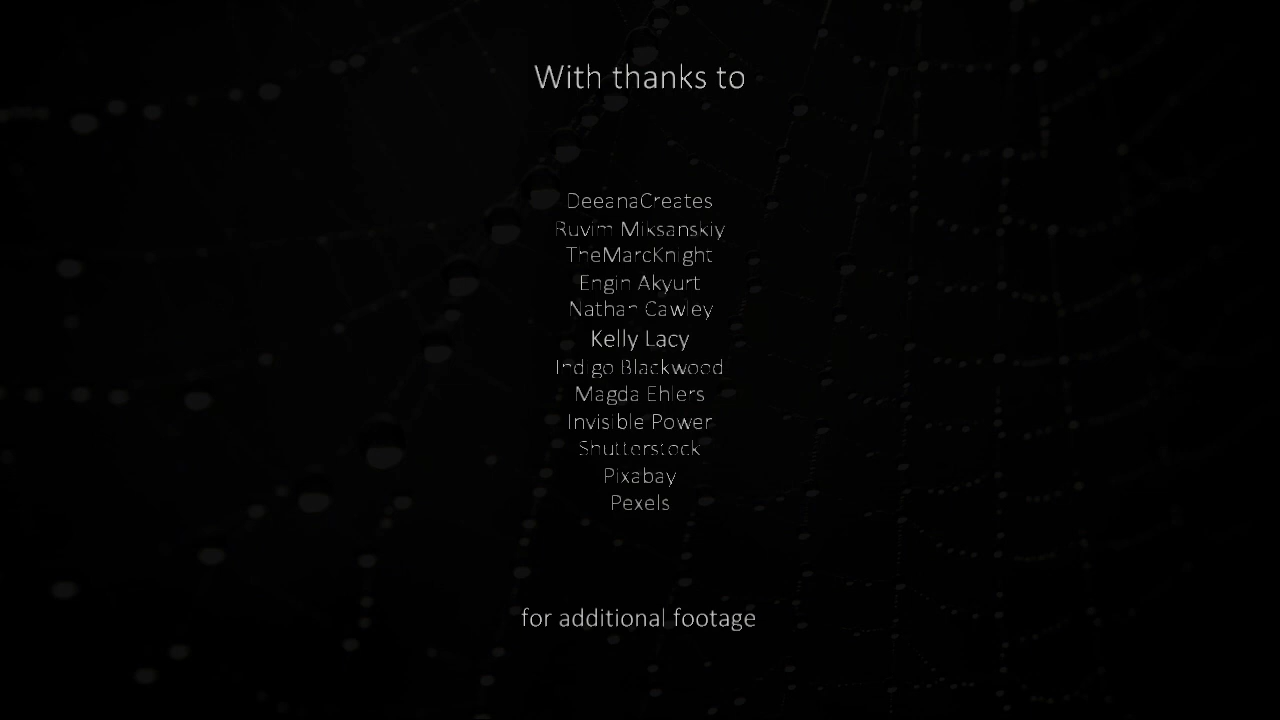 With thanks to
DeeanaCreates
Ruvim Miksanskiy
TheMarcKnight
Engin Akyurt
Nathan Cawley
Kelly Lacy
Indigo Blackwood
Magda Ehlers
Invisible Power
Shutterstock
Pixabay
Pexels
for additional footage